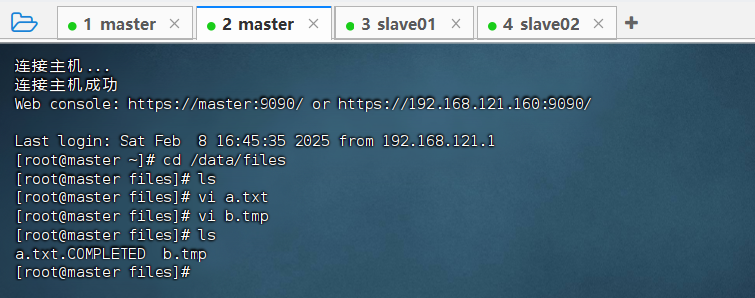 1 master × 2 master × 3 slave01 × 4 slave02 × +
连接主机...
连接主机成功
Web console: https://master:9090/ or https://192.168.121.160:9090/
Last login: Sat Feb  8 16:45:35 2025 from 192.168.121.1
[root@master ~]# cd /data/files
[root@master files]# ls
[root@master files]# vi a.txt
[root@master files]# vi b.tmp
[root@master files]# ls
a.txt.COMPLETED  b.tmp
[root@master files]#